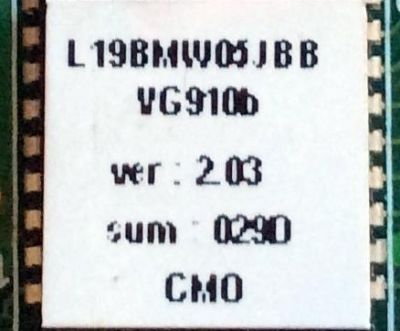 L19BMW05JBB
VG910b
ver : 2.03
sum : 029D
CMO